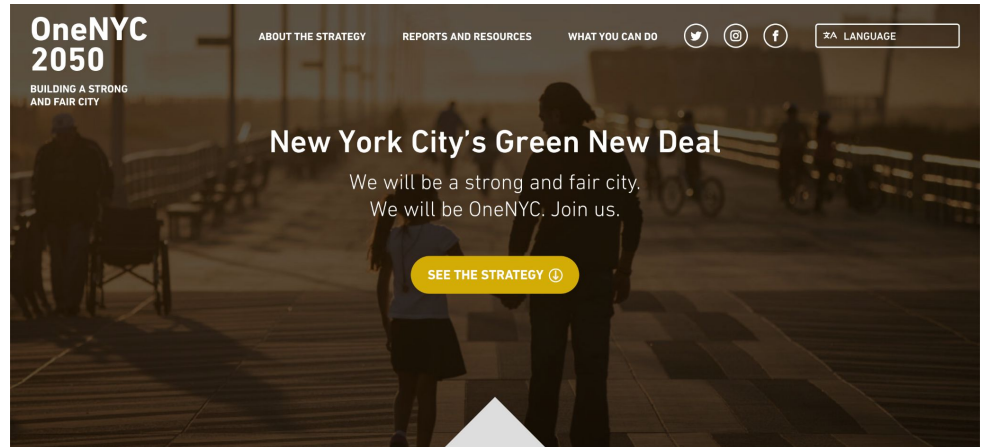 OneNYC
2050
BUILDING A STRONG
AND FAIR CITY
ABOUT THE STRATEGY
REPORTS AND RESOURCES
WHAT YOU CAN DO
LANGUAGE
New York City’s Green New Deal
We will be a strong and fair city.
We will be OneNYC. Join us.
SEE THE STRATEGY